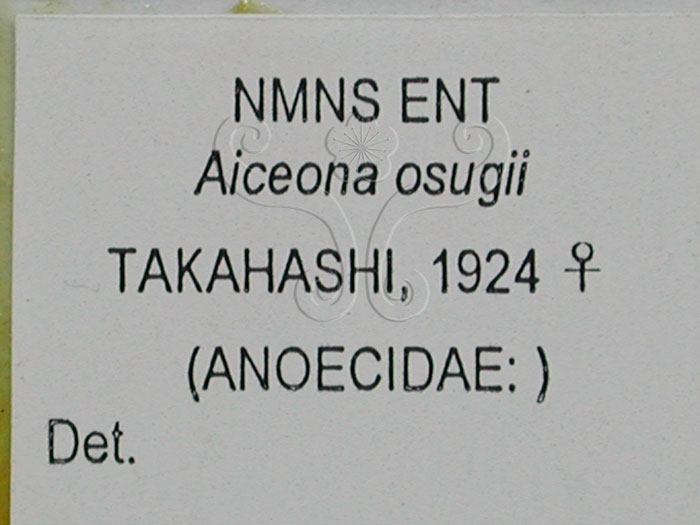 NMNS ENT
Aiceona osugii
TAKAHASHI, 1924 ♀
(ANOECIDAE: )
Det.